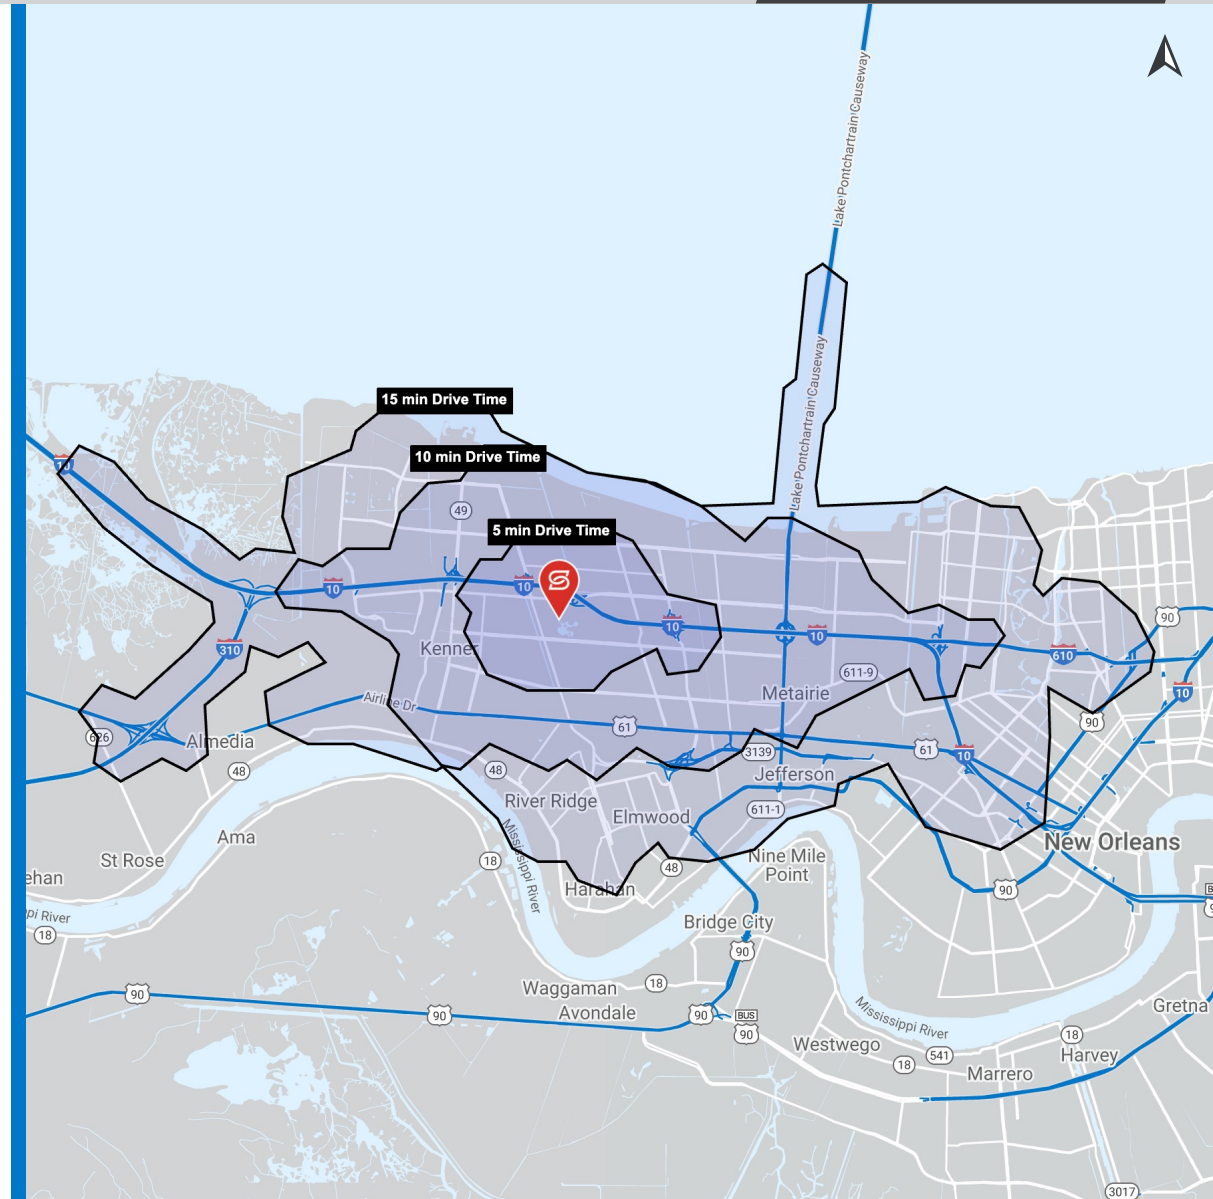 Lake Pontchartrain Causeway
15 min Drive Time
10 min Drive Time
Lake Pontchartrain Causeway
10
49
5 min Drive Time
10
10
10
10
90
310
Kenner
611-9
610
Metairie
10
Airline Dr
61
90
626
Almedia
3139
61
10
48
48
Jefferson
River Ridge
Elmwood
611-1
Ama
Mississippi River
New Orleans
St Rose
18
Nine Mile
Point
48
ehan
Harahan
90
pi River
18
Bridge City
90
Waggaman
18
90
90
Avondale
90
BUS
90
Mississippi River
Gretna
Westwego
541
18
18
Harvey
Marrero
3017